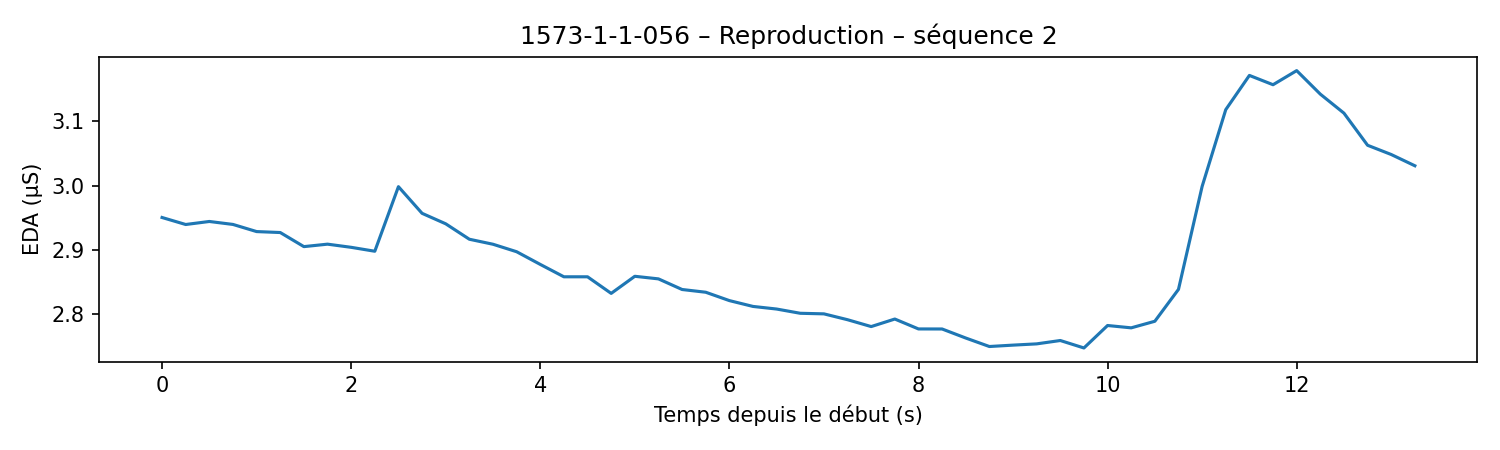 1573-1-1-056 – Reproduction – séquence 2
EDA (µS)
3.1
3.0
2.9
2.8
0 2 4 6 8 10 12
Temps depuis le début (s)